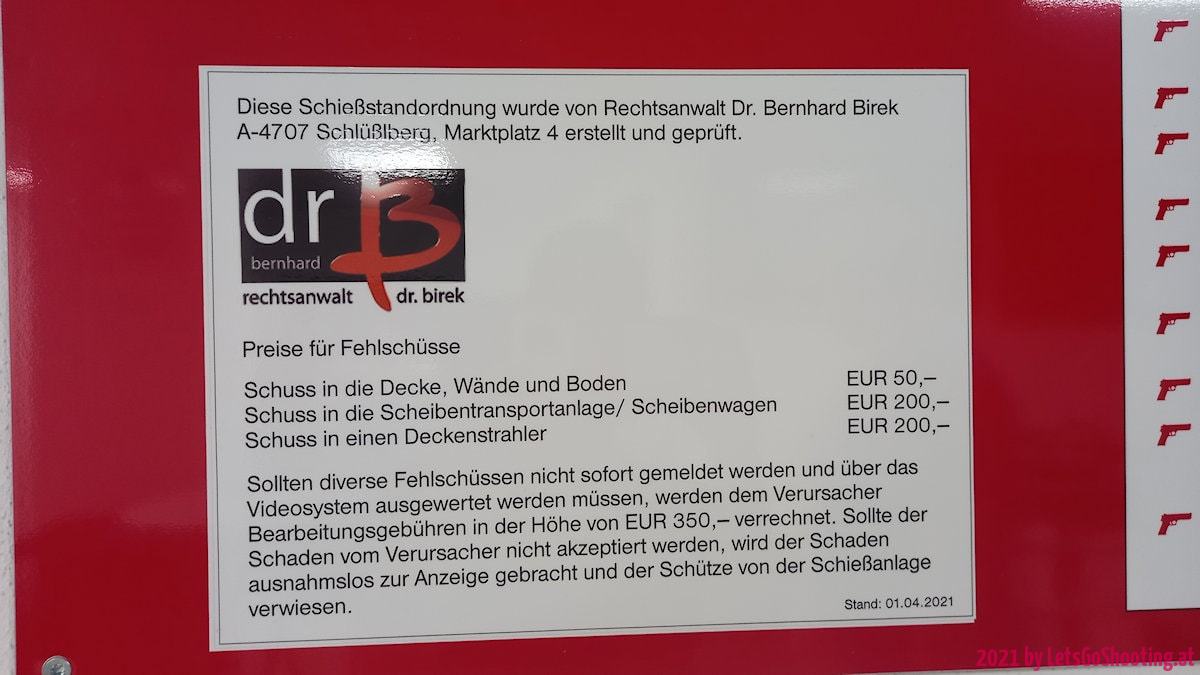 Diese Schießstandordnung wurde von Rechtsanwalt Dr. Bernhard Birek
A-4707 Schlüßlberg, Marktplatz 4 erstellt und geprüft.
dr B
bernhard
rechtsanwalt dr. birek
Preise für Fehlschüsse
Schuss in die Decke, Wände und Boden EUR 50,–
Schuss in die Scheibentransportanlage/ Scheibenwagen EUR 200,–
Schuss in einen Deckenstrahler EUR 200,–
Sollten diverse Fehlschüssen nicht sofort gemeldet werden und über das
Videosystem ausgewertet werden müssen, werden dem Verursacher
Bearbeitungsgebühren in der Höhe von EUR 350,– verrechnet. Sollte der
Schaden vom Verursacher nicht akzeptiert werden, wird der Schaden
ausnahmslos zur Anzeige gebracht und der Schütze von der Schießanlage
verwiesen.
Stand: 01.04.2021
2021 by LetsGoShooting.at